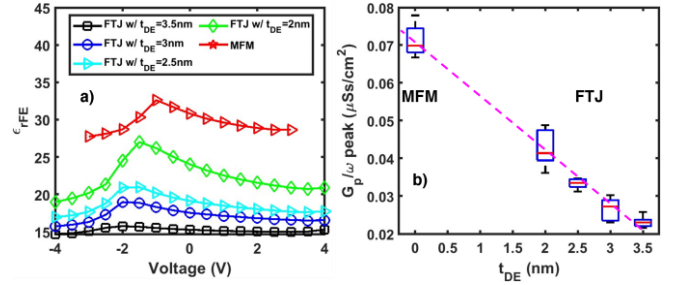 45
40
35
30
25
20
15
ϵrFE
FTJ w/ tDE=3.5nm
FTJ w/ tDE=3nm
FTJ w/ tDE=2.5nm
FTJ w/ tDE=2nm
MFM
a)
-4 -2 0 2 4
Voltage (V)
0.08
0.07
0.06
0.05
0.04
0.03
0.02
Gp/ω peak (μSs/cm²)
MFM
FTJ
b)
0 0.5 1 1.5 2 2.5 3 3.5
tDE (nm)